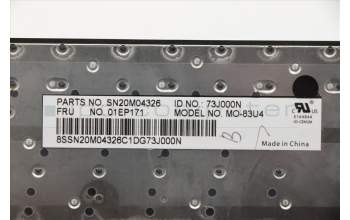 PARTS NO. SN20M04326 ID NO. 73J000N
FRU NO. 01EP171 MODEL NO. MO-83U4
8SSN20M04326C1DG73J000N
Made in China